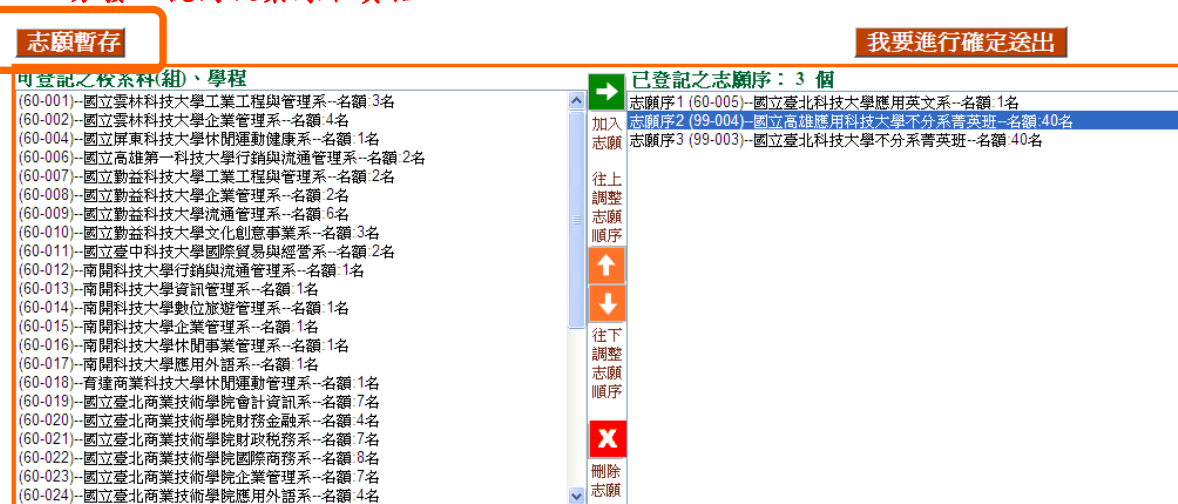 志願暫存
我要進行確定送出
可登記之校系科(組)、學程
(60-001)--國立雲林科技大學工業工程與管理系--名額:3名
(60-002)--國立雲林科技大學企業管理系--名額:4名
(60-004)--國立屏東科技大學休閒運動健康系--名額:1名
(60-006)--國立高雄第一科技大學行銷與流通管理系--名額:2名
(60-007)--國立勤益科技大學工業工程與管理系--名額:2名
(60-008)--國立勤益科技大學企業管理系--名額:2名
(60-009)--國立勤益科技大學流通管理系--名額:6名
(60-010)--國立勤益科技大學文化創意事業系--名額:3名
(60-011)--國立臺中科技大學國際貿易與經營系--名額:2名
(60-012)--南開科技大學行銷與流通管理系--名額:1名
(60-013)--南開科技大學資訊管理系--名額:1名
(60-014)--南開科技大學數位旅遊管理系--名額:1名
(60-015)--南開科技大學企業管理系--名額:1名
(60-016)--南開科技大學休閒事業管理系--名額:1名
(60-017)--南開科技大學應用外語系--名額:1名
(60-018)--育達商業科技大學休閒運動管理系--名額:1名
(60-019)--國立臺北商業技術學院會計資訊系--名額:7名
(60-020)--國立臺北商業技術學院財務金融系--名額:4名
(60-021)--國立臺北商業技術學院財政稅務系--名額:7名
(60-022)--國立臺北商業技術學院國際商務系--名額:8名
(60-023)--國立臺北商業技術學院企業管理系--名額:7名
(60-024)--國立臺北商業技術學院應用外語系--名額:4名
加入
志願
往上
調整
志願
順序
往下
調整
志願
順序
X
刪除
志願
已登記之志願序： 3 個
志願序1 (60-005)--國立臺北科技大學應用英文系--名額:1名
志願序2 (99-004)--國立高雄應用科技大學不分系菁英班--名額:40名
志願序3 (99-003)--國立臺北科技大學不分系菁英班--名額:40名